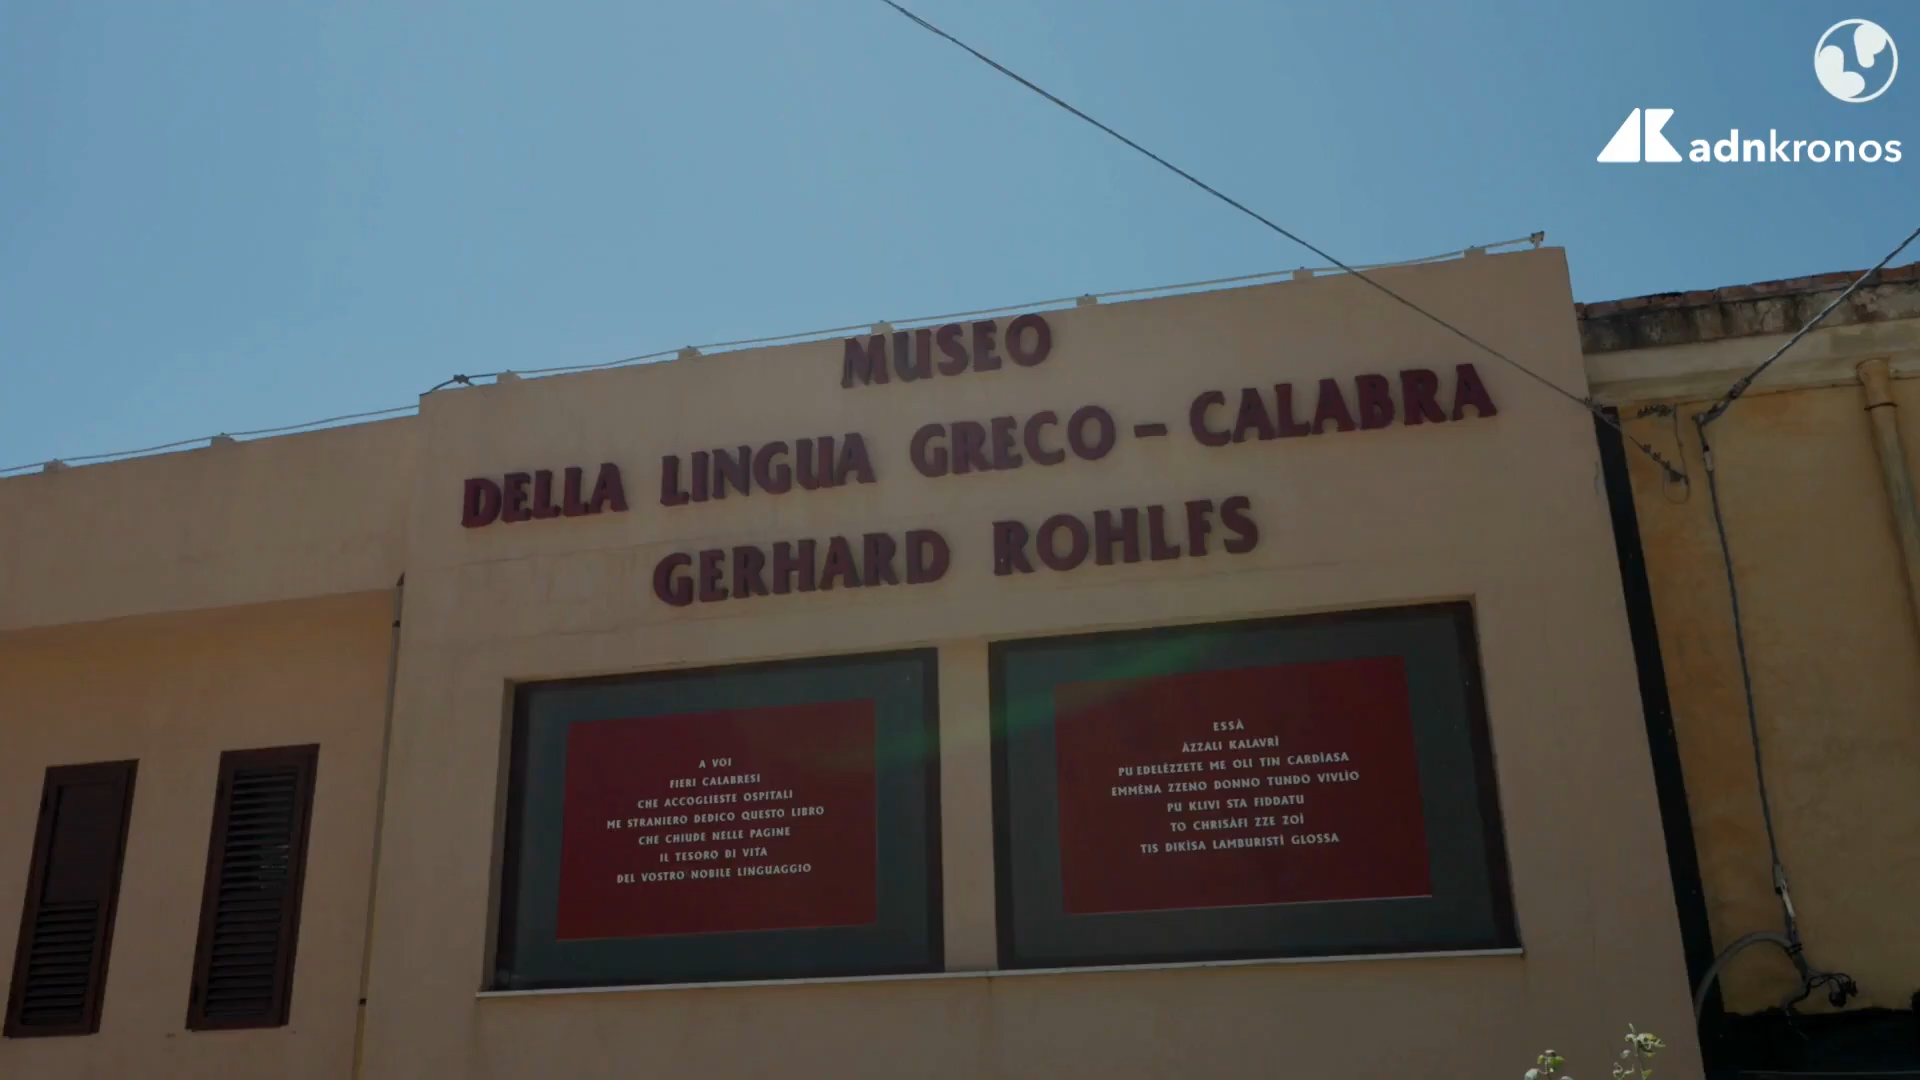 adnkronos
MUSEO
DELLA LINGUA GRECO - CALABRA
GERHARD ROHLFS
A VOI
FIERI CALABRESI
CHE ACCOGLIESTE OSPITALI
ME STRANIERO DEDICO QUESTO LIBRO
CHE CHIUDE NELLE PAGINE
IL TESORO DI VITA
DEL VOSTRO NOBILE LINGUAGGIO
ESSÀ
ÀZZALI KALAVRÌ
PU EDELÉZZETE ME OLI TIN CARDÌASA
EMMÈNA ZZENO DONNO TUNDO VIVLÌO
PU KLIVI STA FIDDATU
TO CHRISÀFI ZZE ZOÌ
TIS DIKÌSA LAMBURISTÌ GLOSSA